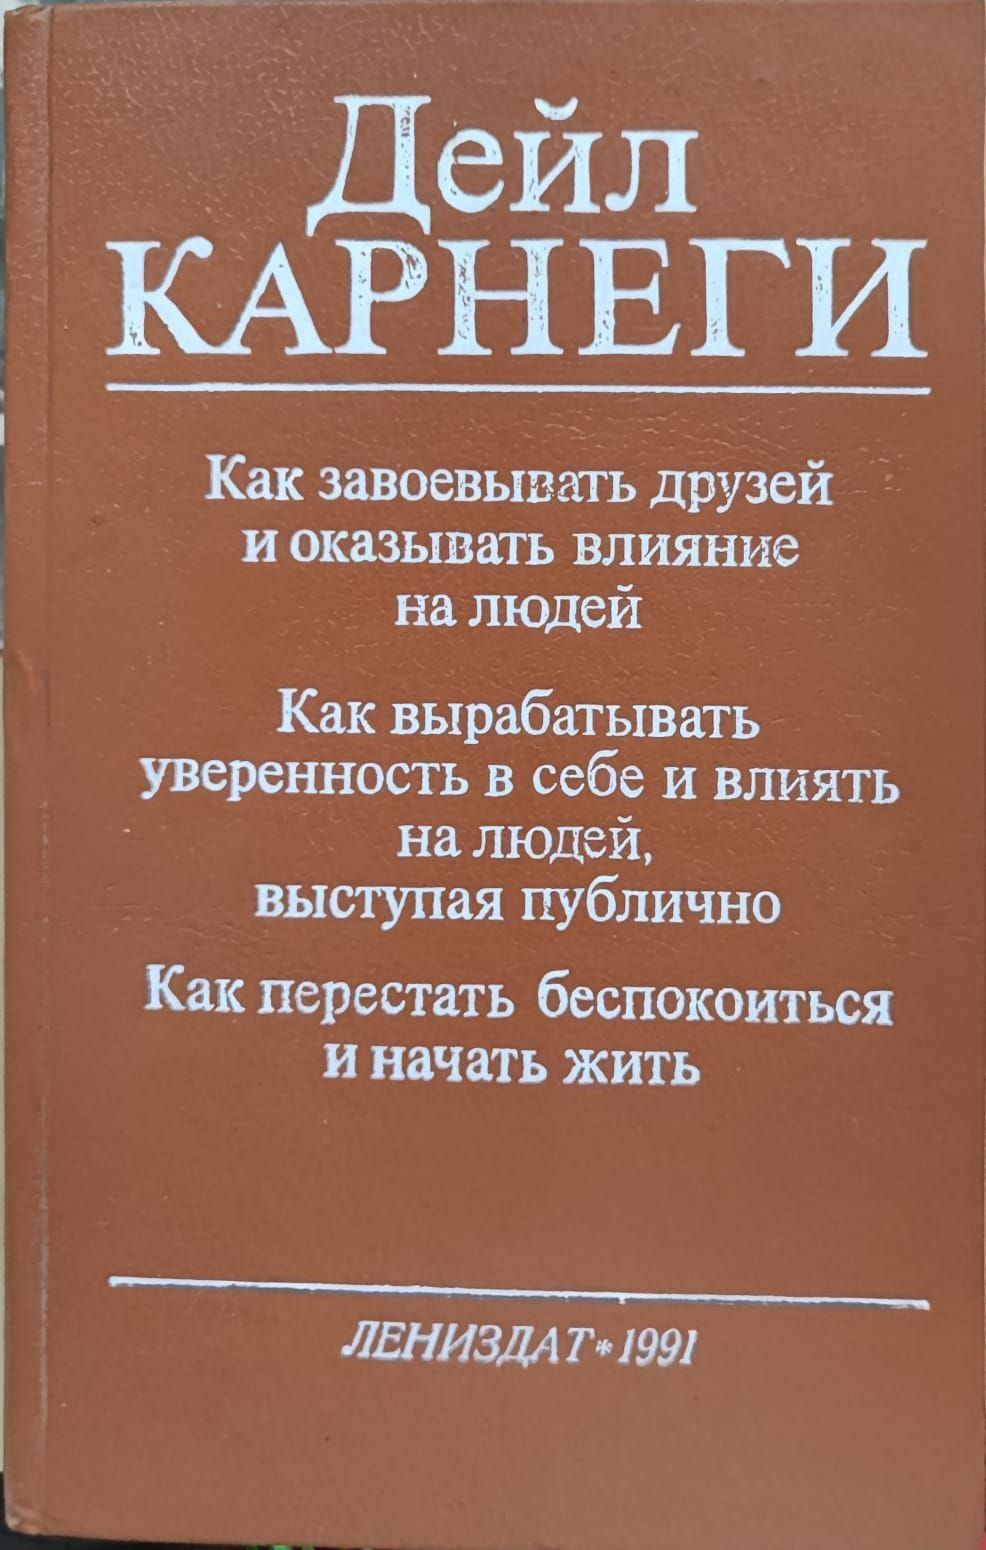 Дейл
КАРНЕГИ
Как завоевывать друзей
и оказывать влияние
на людей
Как вырабатывать
уверенность в себе и влиять
на людей,
выступая публично
Как перестать беспокоиться
и начать жить
ЛЕНИЗДАТ*1991